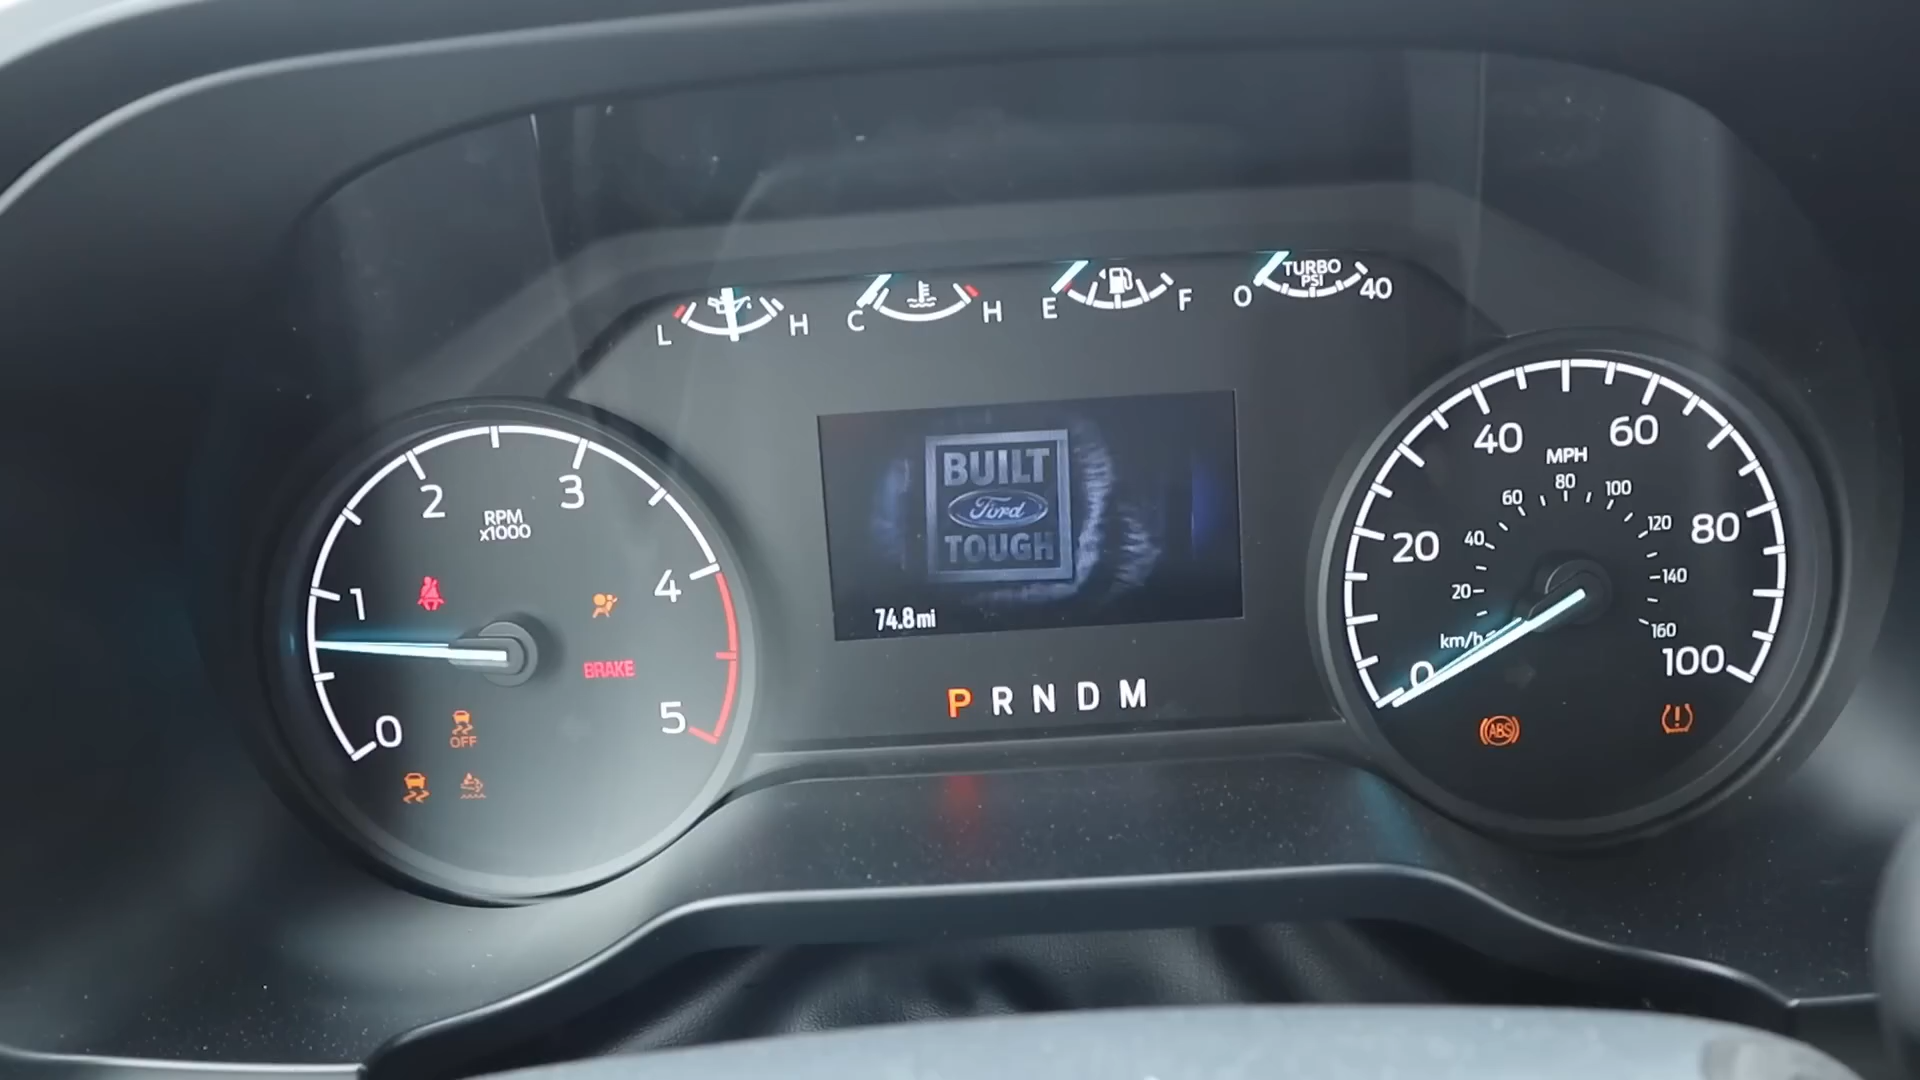 L H
C H
E F
0 TURBO PSI 40
0 1 2 3 4 5
RPM
x1000
OFF
BRAKE
BUILT
Ford
TOUGH
74.8 mi
P R N D M
0 20 40 60 80 100
MPH
20 40 60 80 100 120 140 160
km/h
ABS